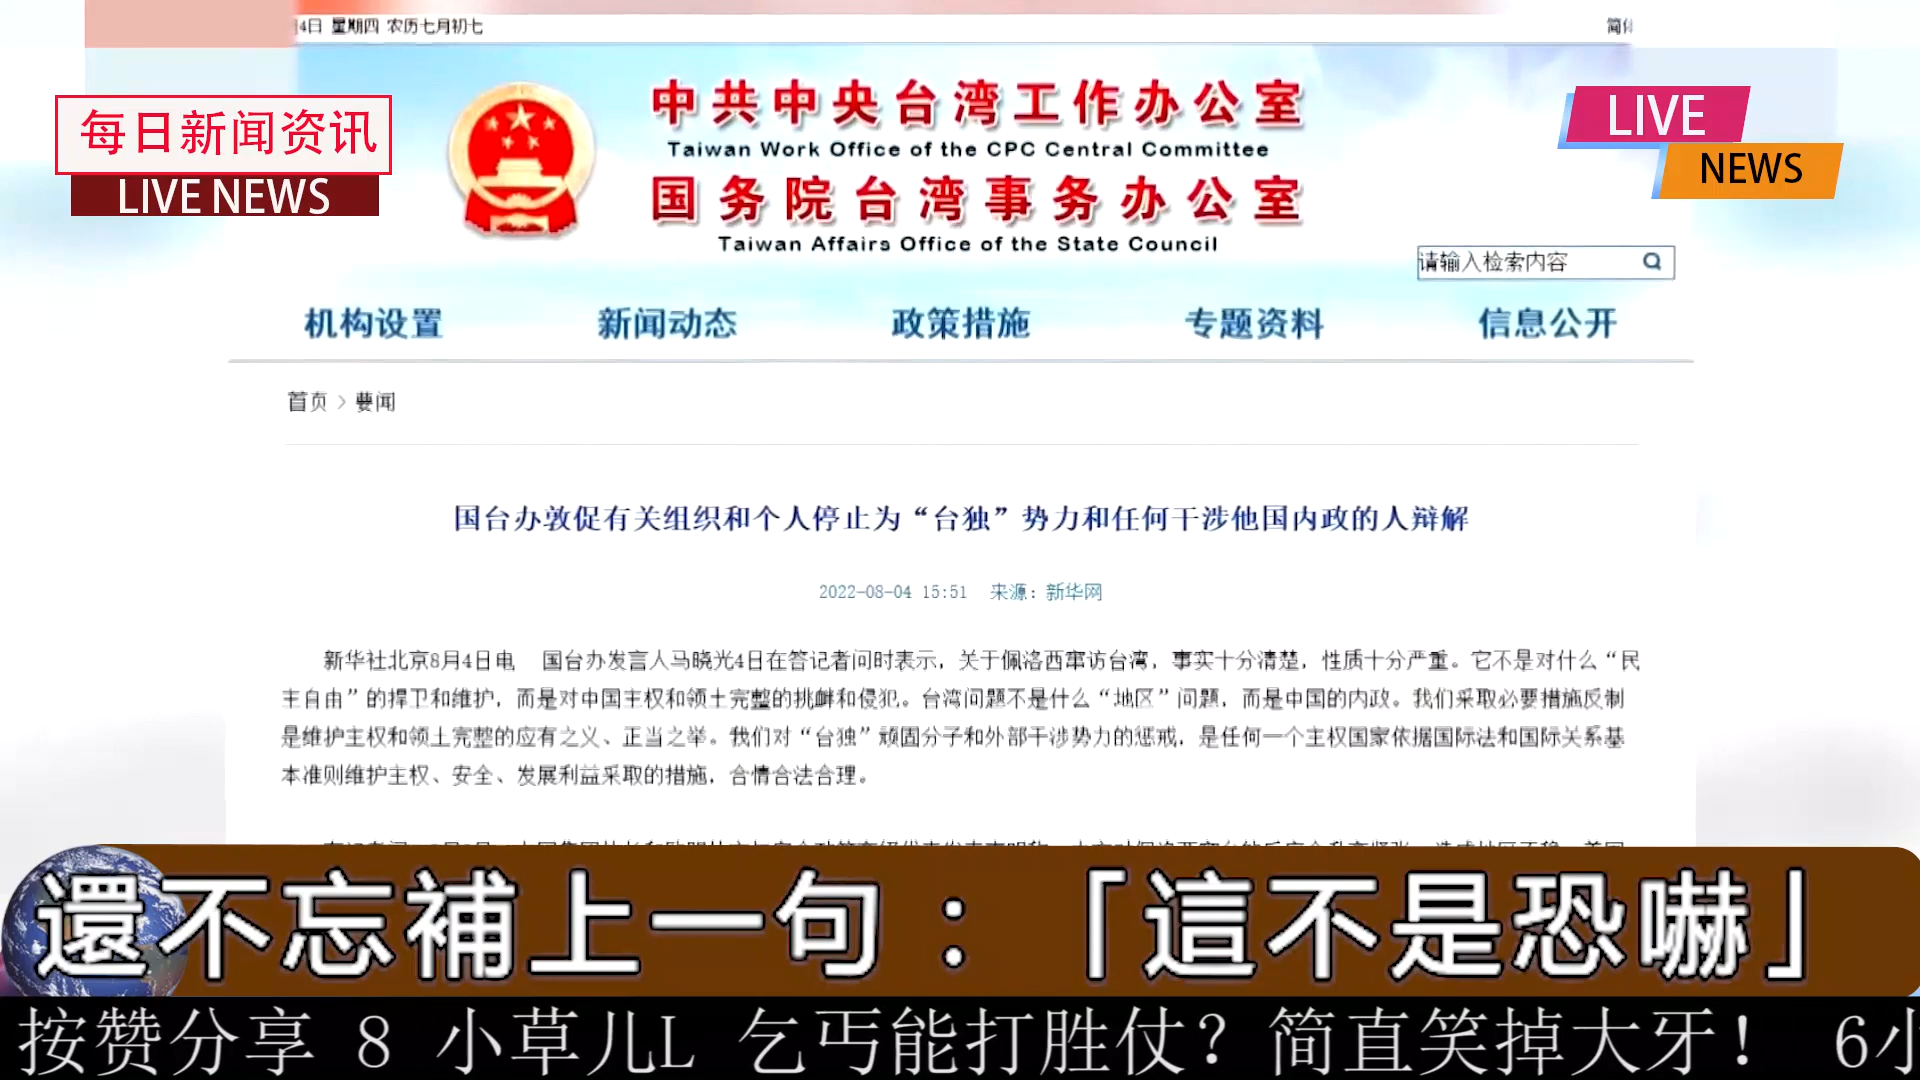 4日 星期四 农历七月初七
简体
每日新闻资讯
LIVE NEWS
中共中央台湾工作办公室
Taiwan Work Office of the CPC Central Committee
国务院台湾事务办公室
Taiwan Affairs Office of the State Council
LIVE
NEWS
请输入检索内容
机构设置 新闻动态 政策措施 专题资料 信息公开
首页 > 要闻
国台办敦促有关组织和个人停止为“台独”势力和任何干涉他国内政的人辩解
2022-08-04 15:51 来源：新华网
新华社北京8月4日电 国台办发言人马晓光4日在答记者问时表示，关于佩洛西窜访台湾，事实十分清楚，性质十分严重。它不是对什么“民
主自由”的捍卫和维护，而是对中国主权和领土完整的挑衅和侵犯。台湾问题不是什么“地区”问题，而是中国的内政。我们采取必要措施反制
是维护主权和领土完整的应有之义、正当之举。我们对“台独”顽固分子和外部干涉势力的惩戒，是任何一个主权国家依据国际法和国际关系基
本准则维护主权、安全、发展利益采取的措施，合情合法合理。
還不忘補上一句：「這不是恐嚇」
按赞分享 8 小草儿L 乞丐能打胜仗？简直笑掉大牙！ 6小